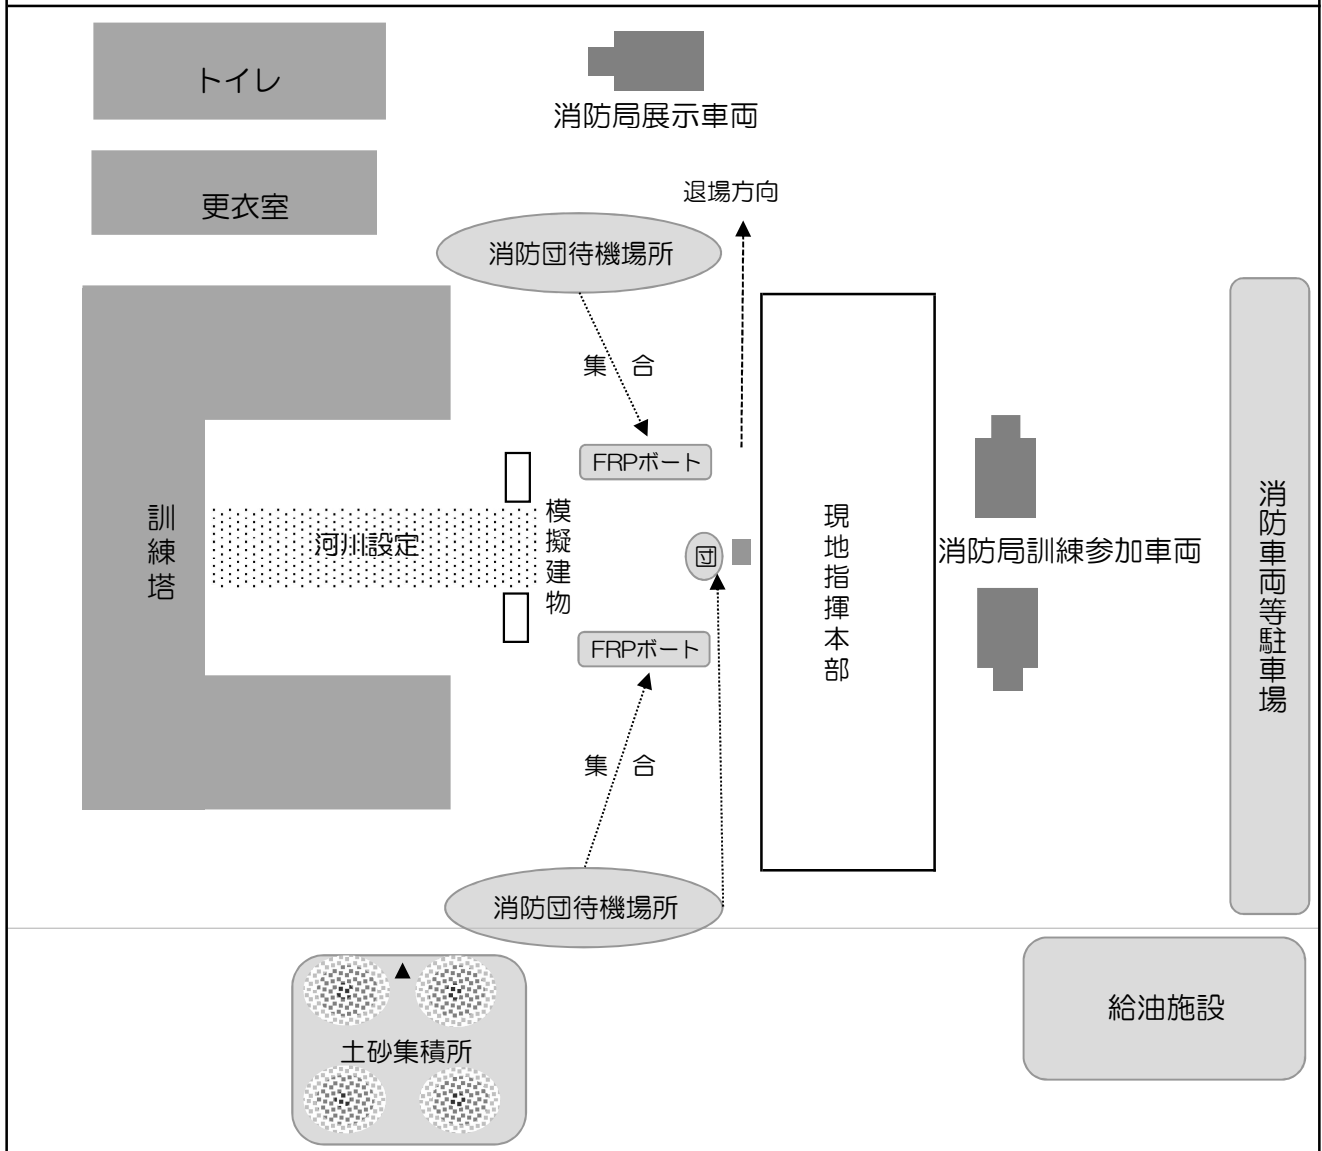 トイレ
消防局展示車両
更衣室
退場方向
消防団待機場所
集　合
FRPボート
訓練塔
河川設定
模擬建物
団
現地指揮本部
消防局訓練参加車両
消防車両等駐車場
FRPボート
集　合
消防団待機場所
土砂集積所
給油施設